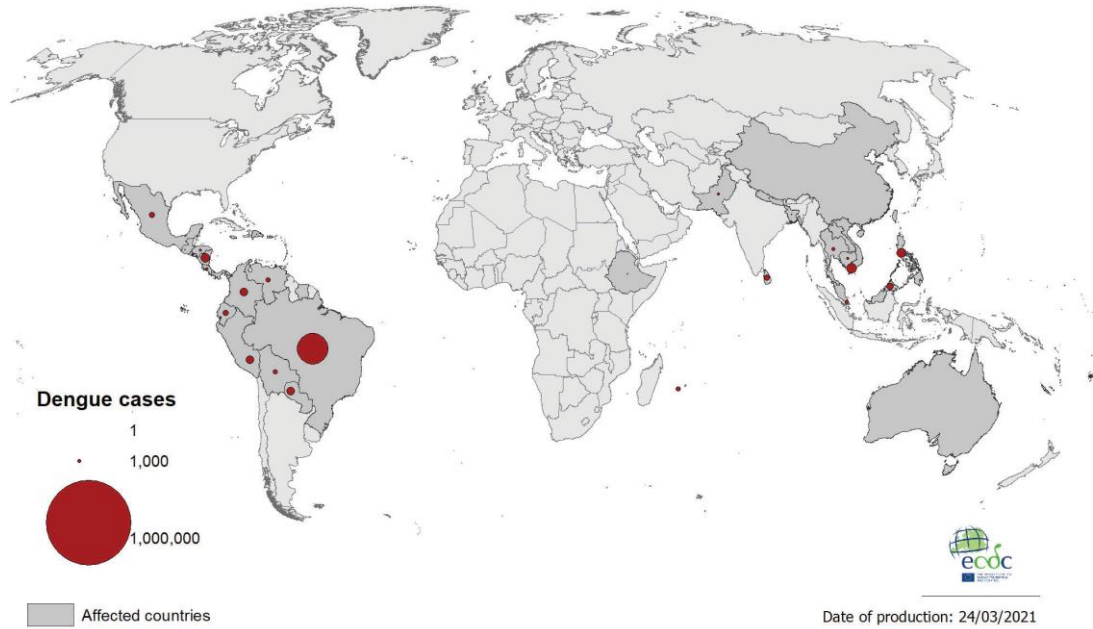 Dengue cases
1
1,000
1,000,000
Affected countries
ecdc
Date of production: 24/03/2021